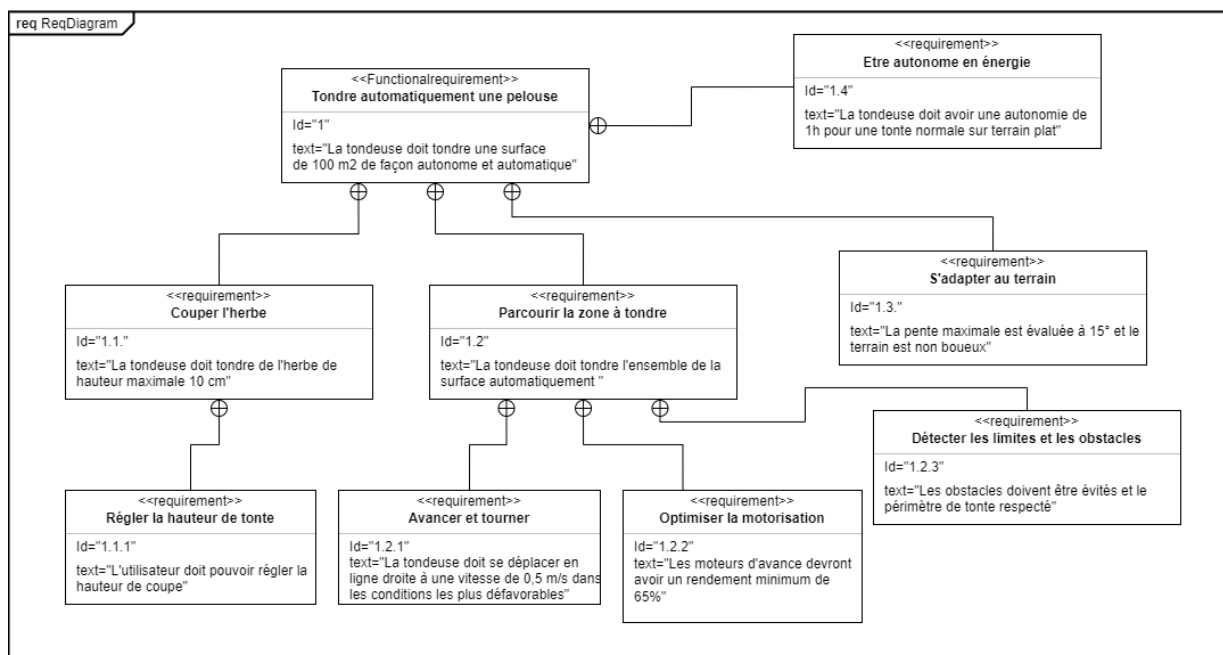 req ReqDiagram
<<requirement>>
Etre autonome en énergie
Id="1.4"
text="La tondeuse doit avoir une autonomie de
1h pour une tonte normale sur terrain plat"
<<Functionalrequirement>>
Tondre automatiquement une pelouse
Id="1"
text="La tondeuse doit tondre une surface
de 100 m2 de façon autonome et automatique"
<<requirement>>
S'adapter au terrain
Id="1.3."
text="La pente maximale est évaluée à 15° et le
terrain est non boueux"
<<requirement>>
Couper l'herbe
Id="1.1."
text="La tondeuse doit tondre de l'herbe de
hauteur maximale 10 cm"
<<requirement>>
Parcourir la zone à tondre
Id="1.2"
text="La tondeuse doit tondre l'ensemble de la
surface automatiquement "
<<requirement>>
Détecter les limites et les obstacles
Id="1.2.3"
text="Les obstacles doivent être évités et le
périmètre de tonte respecté"
<<requirement>>
Régler la hauteur de tonte
Id="1.1.1"
text="L'utilisateur doit pouvoir régler la
hauteur de coupe"
<<requirement>>
Avancer et tourner
Id="1.2.1"
text="La tondeuse doit se déplacer en
ligne droite à une vitesse de 0,5 m/s dans
les conditions les plus défavorables"
<<requirement>>
Optimiser la motorisation
Id="1.2.2"
text="Les moteurs d'avance devront
avoir un rendement minimum de
65%"